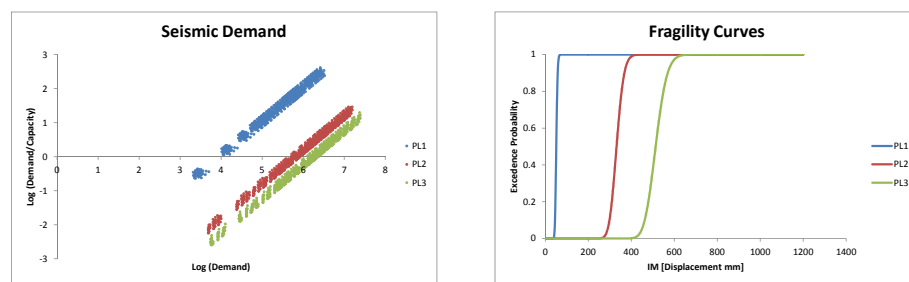 Seismic Demand
Log (Demand/Capacity)
3
2
1
0
-1
-2
-3
0 1 2 3 4 5 6 7 8
Log (Demand)
PL1
PL2
PL3
Fragility Curves
Excedence Probability
1
0.8
0.6
0.4
0.2
0
0 200 400 600 800 1000 1200 1400
IM [Displacement mm]
PL1
PL2
PL3